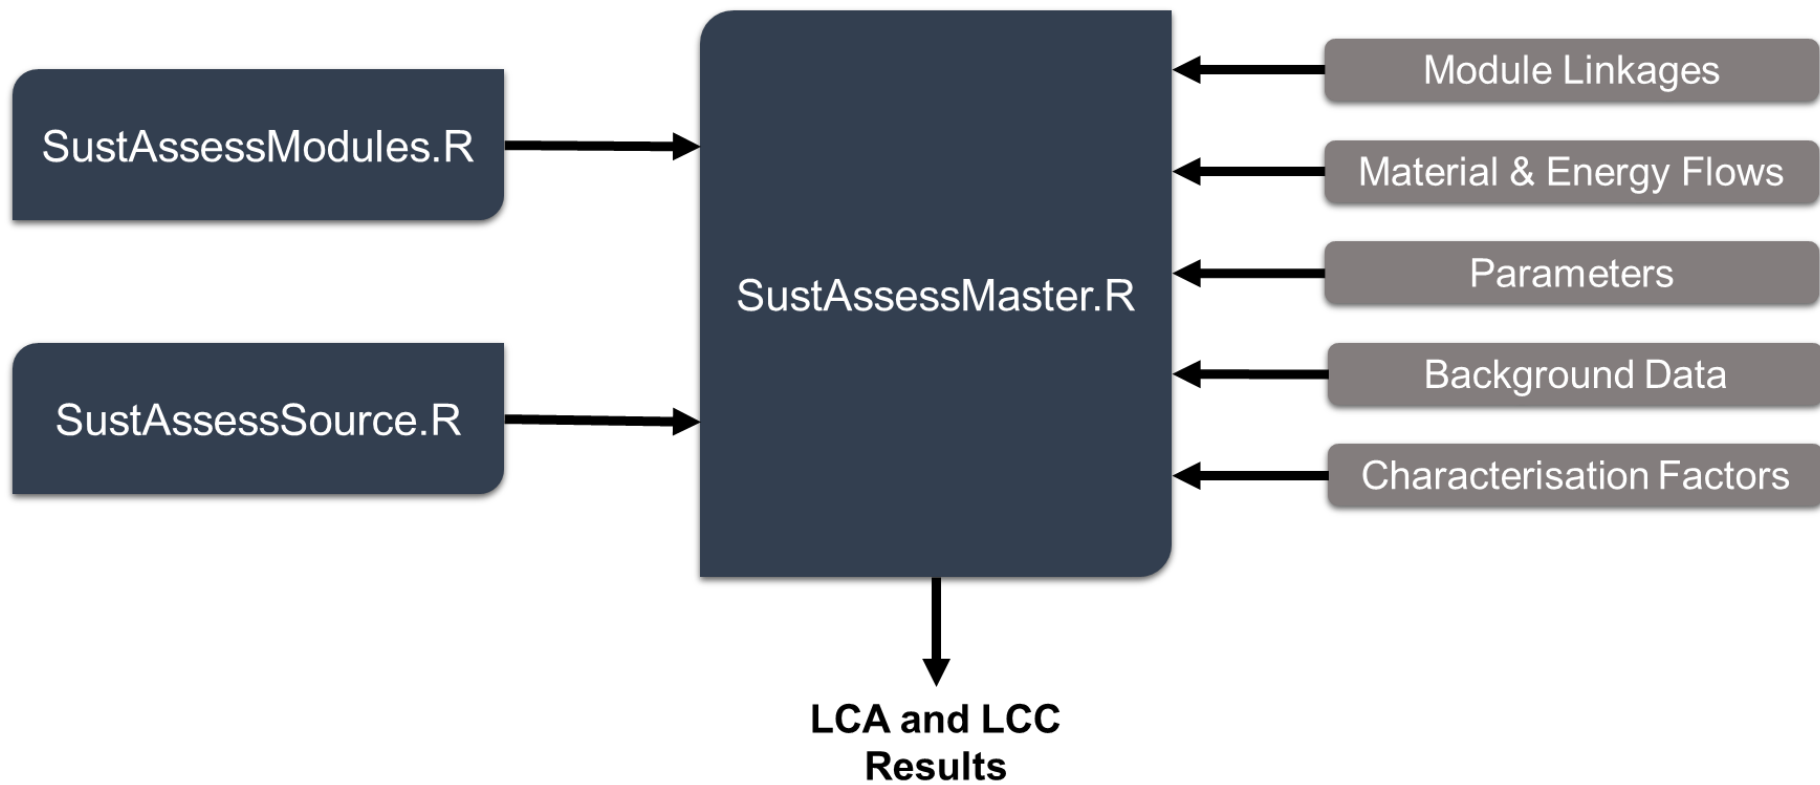 SustAssessModules.R
SustAssessSource.R
SustAssessMaster.R
Module Linkages
Material & Energy Flows
Parameters
Background Data
Characterisation Factors
LCA and LCC
Results